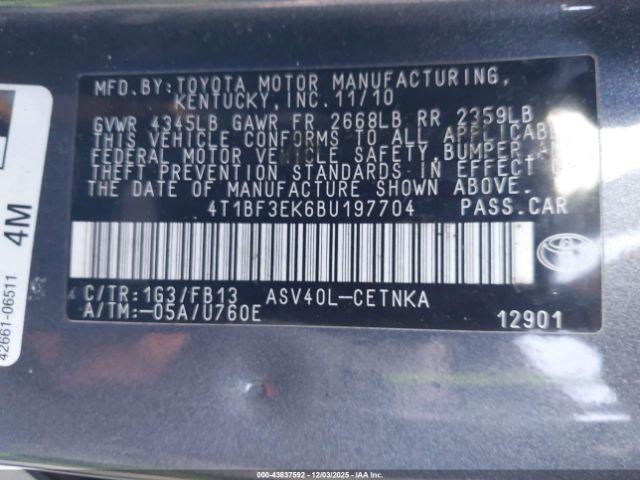 MFD.BY: TOYOTA MOTOR MANUFACTURING,
KENTUCKY, INC. 11/10
GVWR 4345LB GAWR FR 2668LB RR 2359LB
THIS VEHICLE CONFORMS TO ALL APPLICABLE
FEDERAL MOTOR VEHICLE SAFETY, BUMPER,
THEFT PREVENTION STANDARDS IN EFFECT
THE DATE OF MANUFACTURE SHOWN ABOVE.
4T1BF3EK6BU197704 PASS.CAR
C/TR: 1G3/FB13 ASV40L-CETNKA
A/TM: -05A/U760E
12901
42661-06511
4M
© IAA, Inc.
STOCK: 43837592 - 12/03/2025 - IAAI.COM